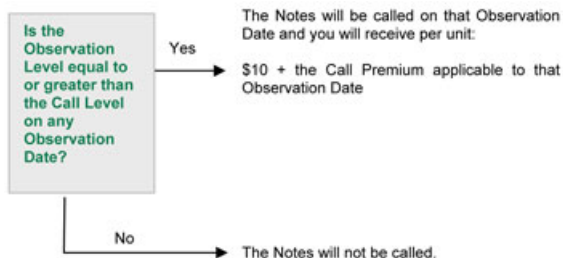 Is the
Observation
Level equal to
or greater than
the Call Level
on any
Observation
Date?
Yes
The Notes will be called on that Observation
Date and you will receive per unit:
$10 + the Call Premium applicable to that
Observation Date
No
The Notes will not be called.